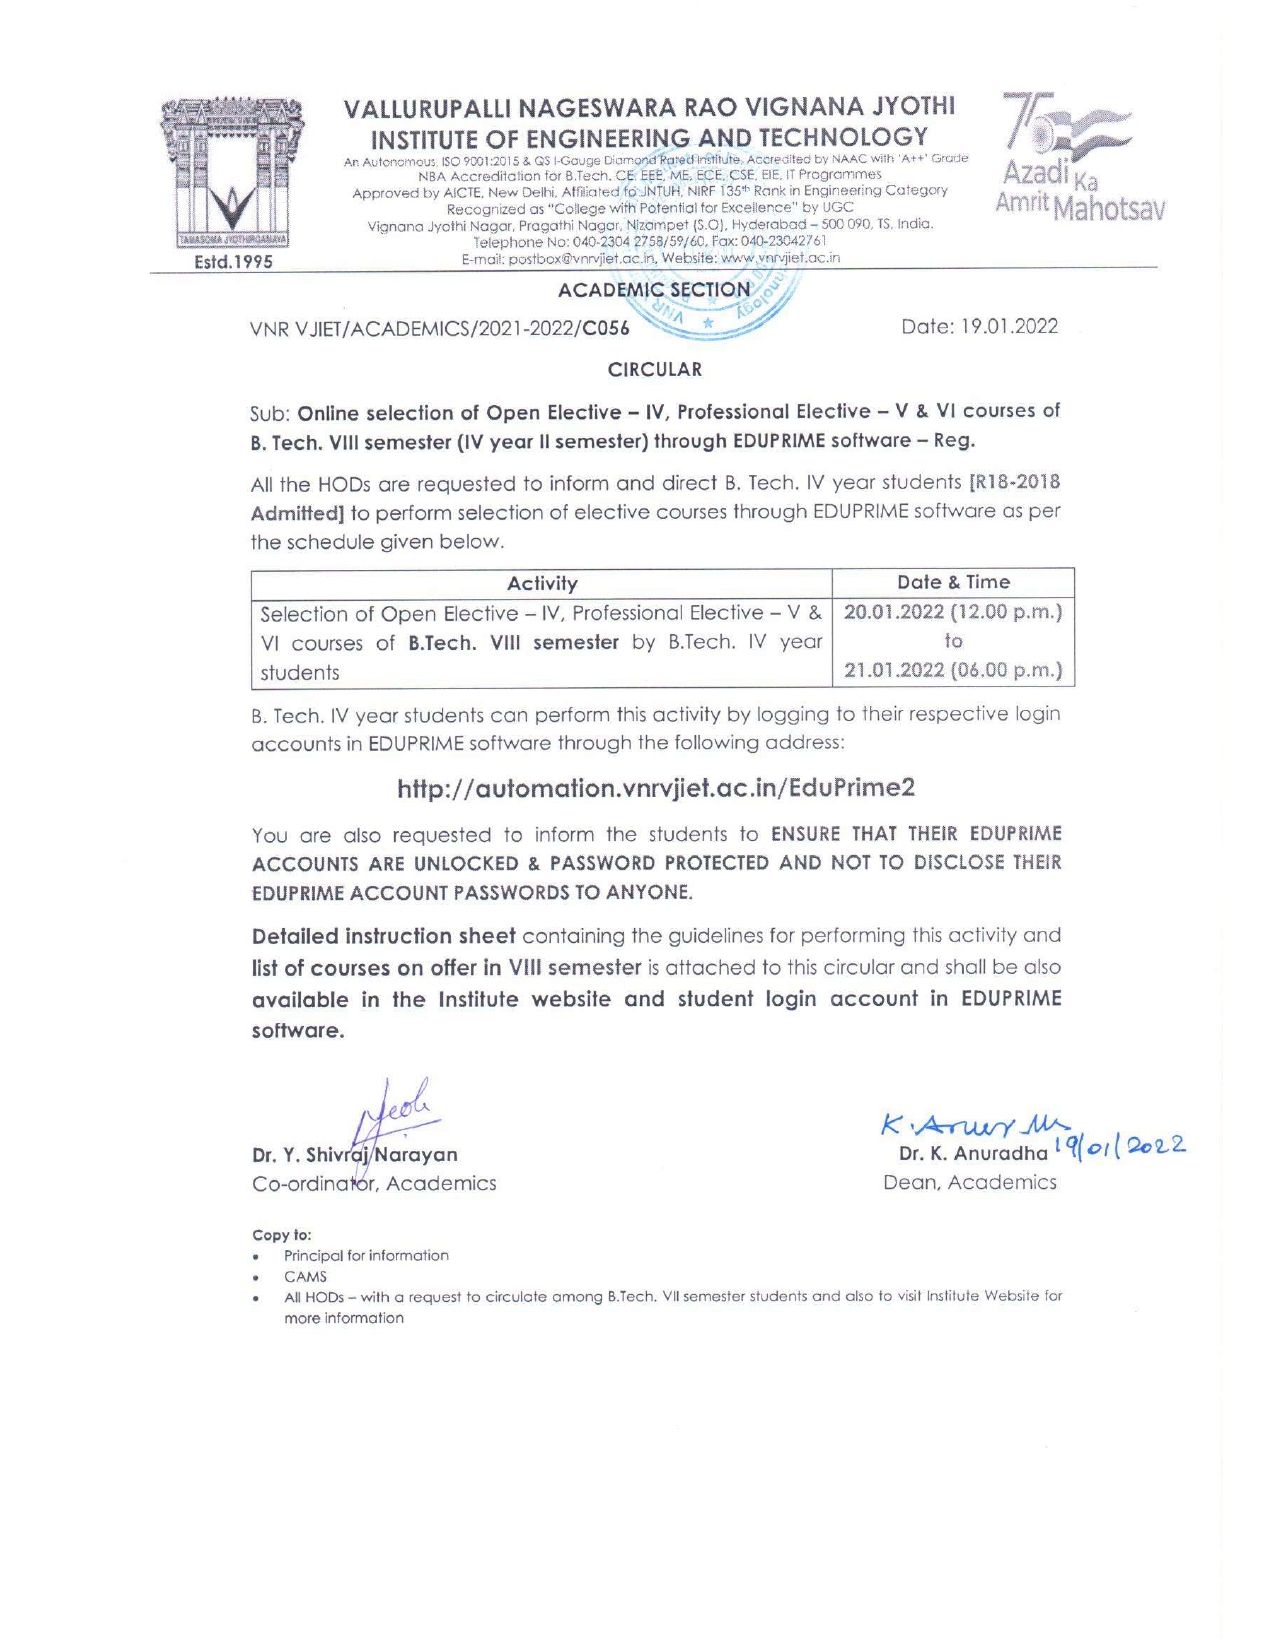 VALLURUPALLI NAGESWARA RAO VIGNANA JYOTHI
INSTITUTE OF ENGINEERING AND TECHNOLOGY
An Autonomous, ISO 9001:2015 & QS I-Gauge Diamond Rated Institute, Accredited by NAAC with 'A++' Grade
NBA Accreditation for B.Tech. CE, EEE, ME, ECE, CSE, EIE, IT Programmes
Approved by AICTE, New Delhi, Affiliated to JNTUH, NIRF 135th Rank in Engineering Category
Recognized as "College with Potential for Excellence" by UGC
Vignana Jyothi Nagar, Pragathi Nagar, Nizampet (S.O), Hyderabad – 500 090, TS, India.
Telephone No: 040-2304 2758/59/60, Fax: 040-23042761
E-mail: postbox@vnrvjiet.ac.in, Website: www.vnrvjiet.ac.in
TAMASOMA JYOTHIRGAMAYA
Estd.1995
75
Azadi Ka
Amrit Mahotsav
ACADEMIC SECTION
VNR
nology
VNR VJIET/ACADEMICS/2021-2022/C056 Date: 19.01.2022
CIRCULAR
Sub: Online selection of Open Elective – IV, Professional Elective – V & VI courses of
B. Tech. VIII semester (IV year II semester) through EDUPRIME software – Reg.
All the HODs are requested to inform and direct B. Tech. IV year students [R18-2018
Admitted] to perform selection of elective courses through EDUPRIME software as per
the schedule given below.
Activity Date & Time
Selection of Open Elective – IV, Professional Elective – V & 20.01.2022 (12.00 p.m.)
VI courses of B.Tech. VIII semester by B.Tech. IV year to
students 21.01.2022 (06.00 p.m.)
B. Tech. IV year students can perform this activity by logging to their respective login
accounts in EDUPRIME software through the following address:
http://automation.vnrvjiet.ac.in/EduPrime2
You are also requested to inform the students to ENSURE THAT THEIR EDUPRIME
ACCOUNTS ARE UNLOCKED & PASSWORD PROTECTED AND NOT TO DISCLOSE THEIR
EDUPRIME ACCOUNT PASSWORDS TO ANYONE.
Detailed instruction sheet containing the guidelines for performing this activity and
list of courses on offer in VIII semester is attached to this circular and shall be also
available in the Institute website and student login account in EDUPRIME
software.
Dr. Y. Shivraj Narayan Dr. K. Anuradha 19/01/2022
Co-ordinator, Academics Dean, Academics
Copy to:
• Principal for information
• CAMS
• All HODs – with a request to circulate among B.Tech. VII semester students and also to visit Institute Website for
more information